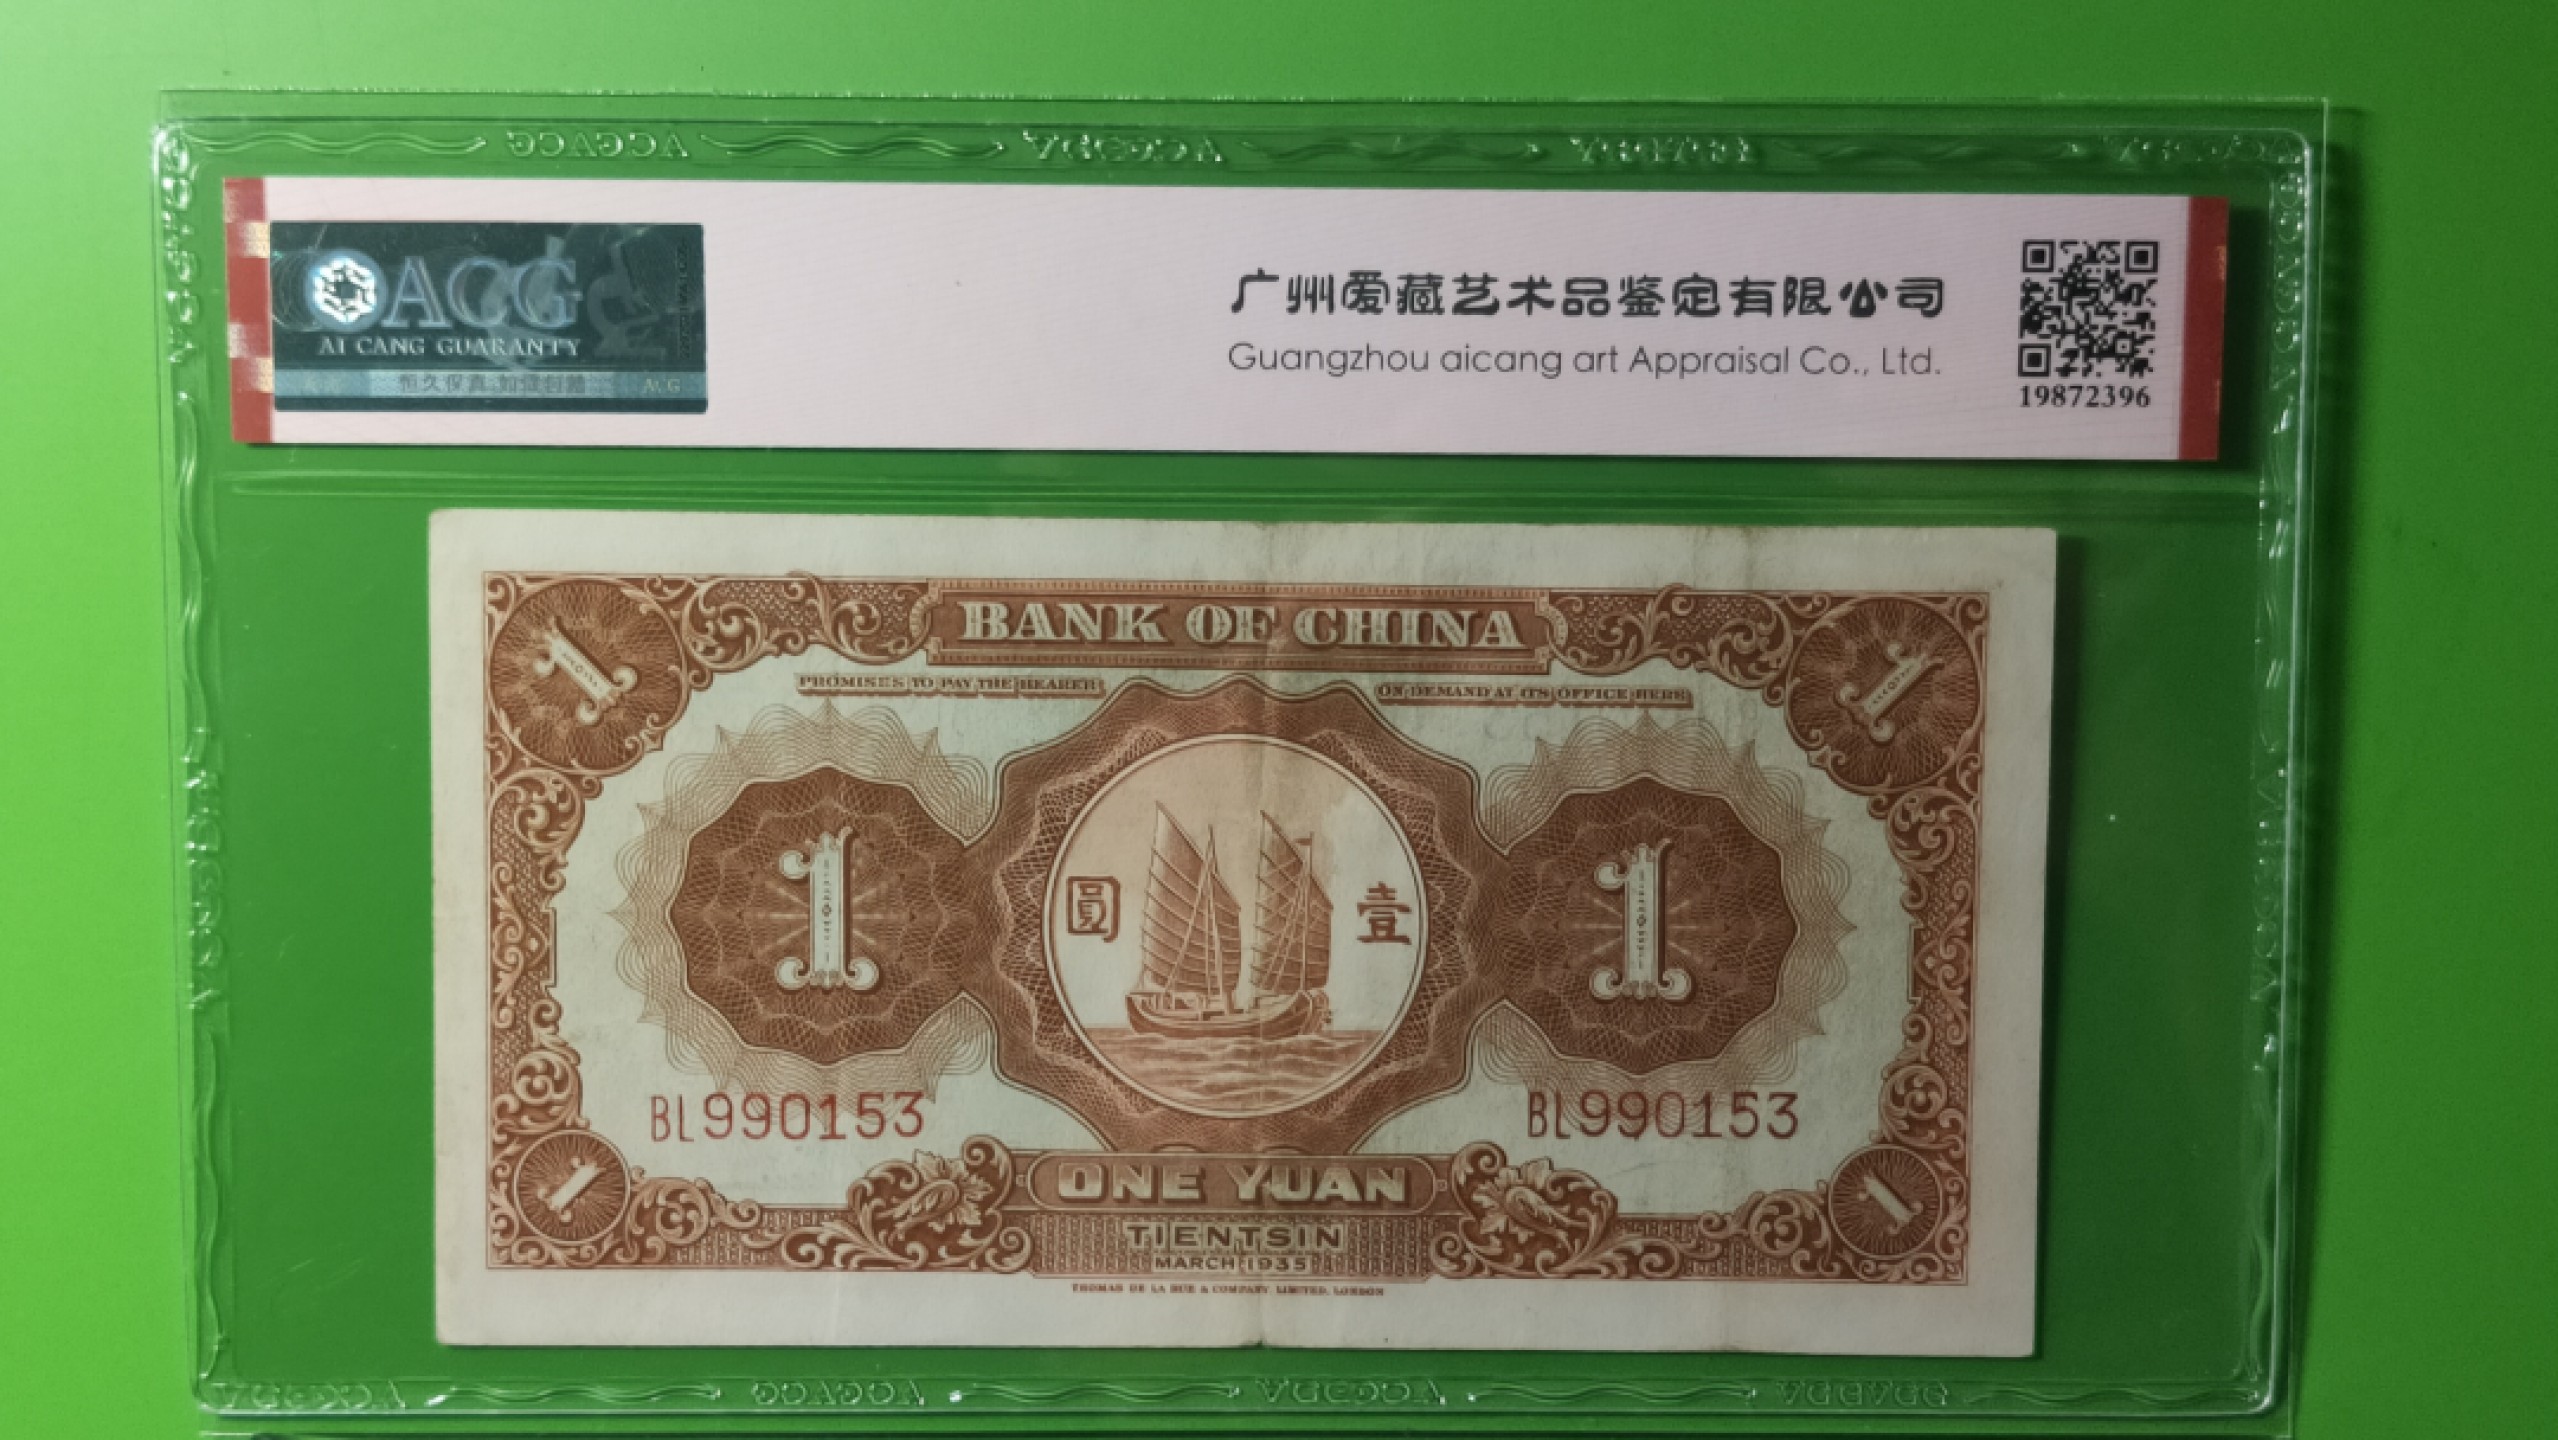 ACG
AI CANG GUARANTY
ACG
广州爱藏艺术品鉴定有限公司
Guangzhou aicang art Appraisal Co., Ltd.
19872396
BANK OF CHINA
PROMISES TO PAY THE BEARER
ON DEMAND AT ITS OFFICE HERE
1
1
1
圓
壹
1
BL990153
BL990153
1
ONE YUAN
1
TIENTSIN
MARCH 1935
THOMAS DE LA RUE & COMPANY, LIMITED, LONDON